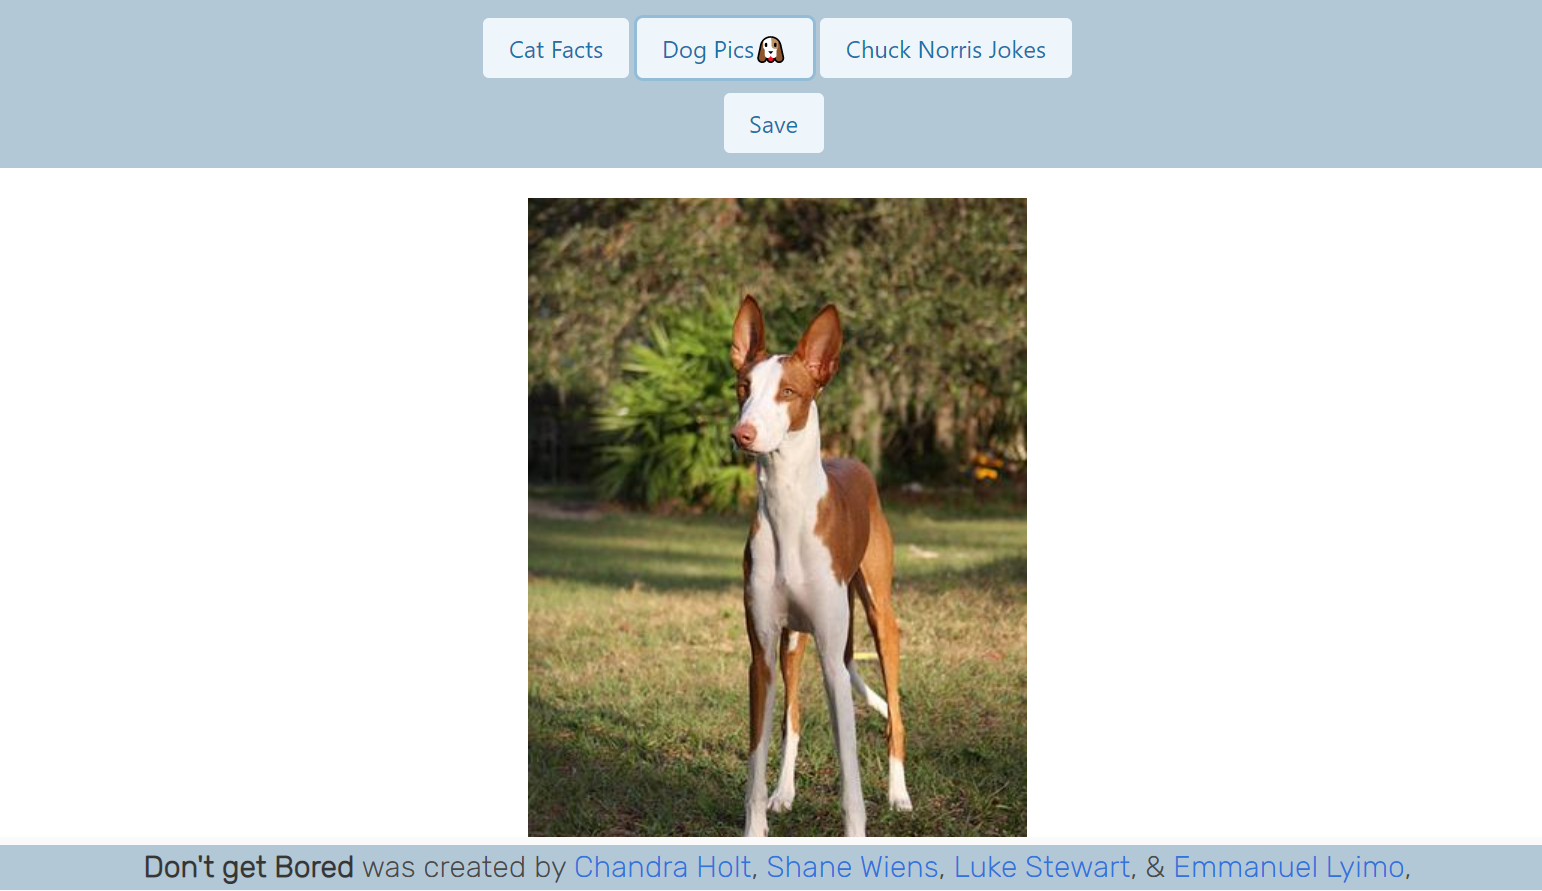 Cat Facts Dog Pics🐶 Chuck Norris Jokes
Save
Don't get Bored was created by Chandra Holt, Shane Wiens, Luke Stewart, & Emmanuel Lyimo,